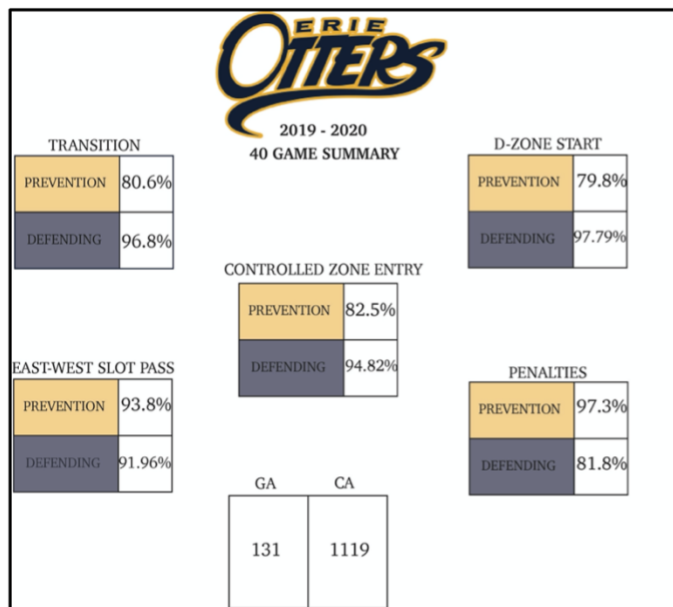 ERIE
OTTERS
2019 - 2020
40 GAME SUMMARY
TRANSITION
PREVENTION 80.6%
DEFENDING 96.8%
D-ZONE START
PREVENTION 79.8%
DEFENDING 97.79%
CONTROLLED ZONE ENTRY
PREVENTION 82.5%
DEFENDING 94.82%
EAST-WEST SLOT PASS
PREVENTION 93.8%
DEFENDING 91.96%
PENALTIES
PREVENTION 97.3%
DEFENDING 81.8%
GA CA
131 1119